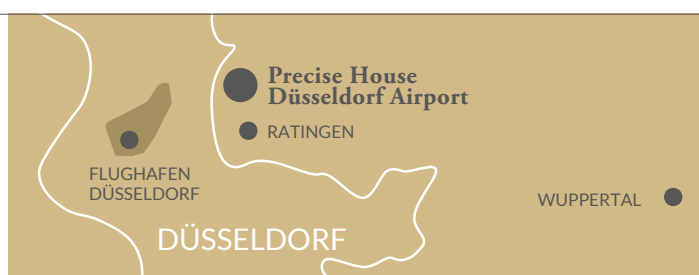 Precise House
Düsseldorf Airport
RATINGEN
FLUGHAFEN
DÜSSELDORF
WUPPERTAL
DÜSSELDORF